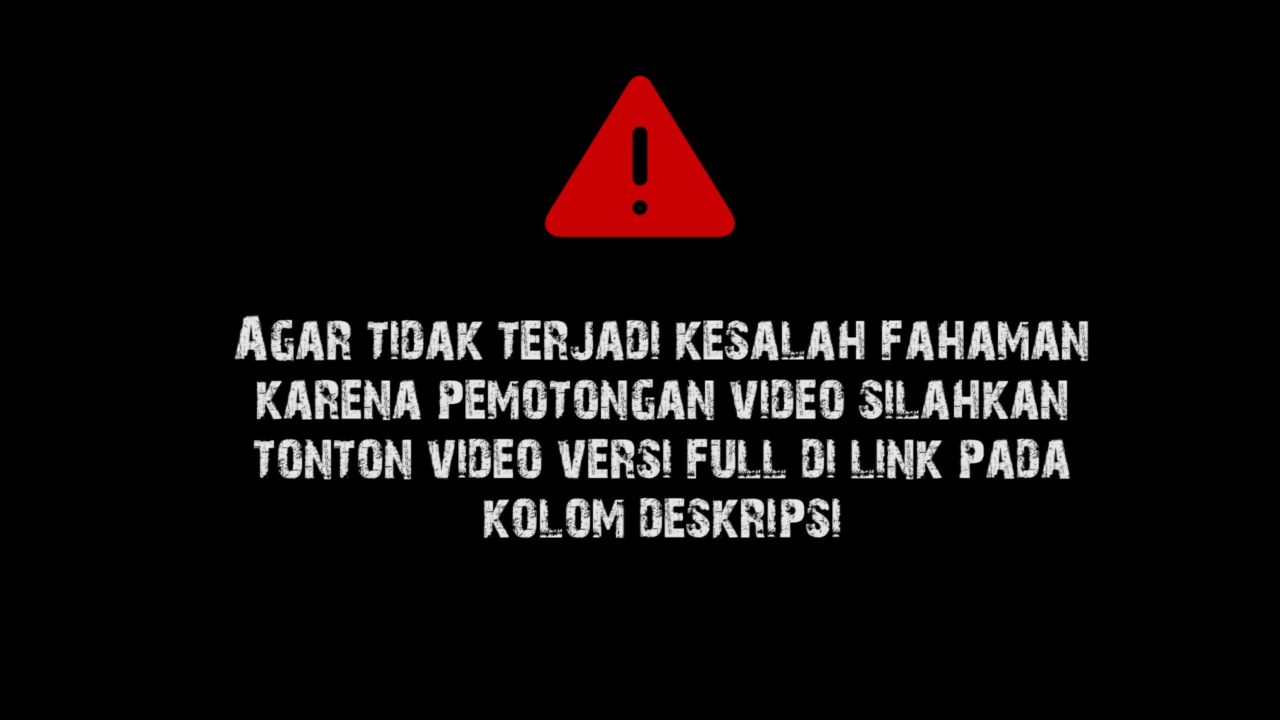 Agar tidak terjadi kesalah fahaman
karena pemotongan video silahkan
tonton video versi full di link pada
kolom deskripsi